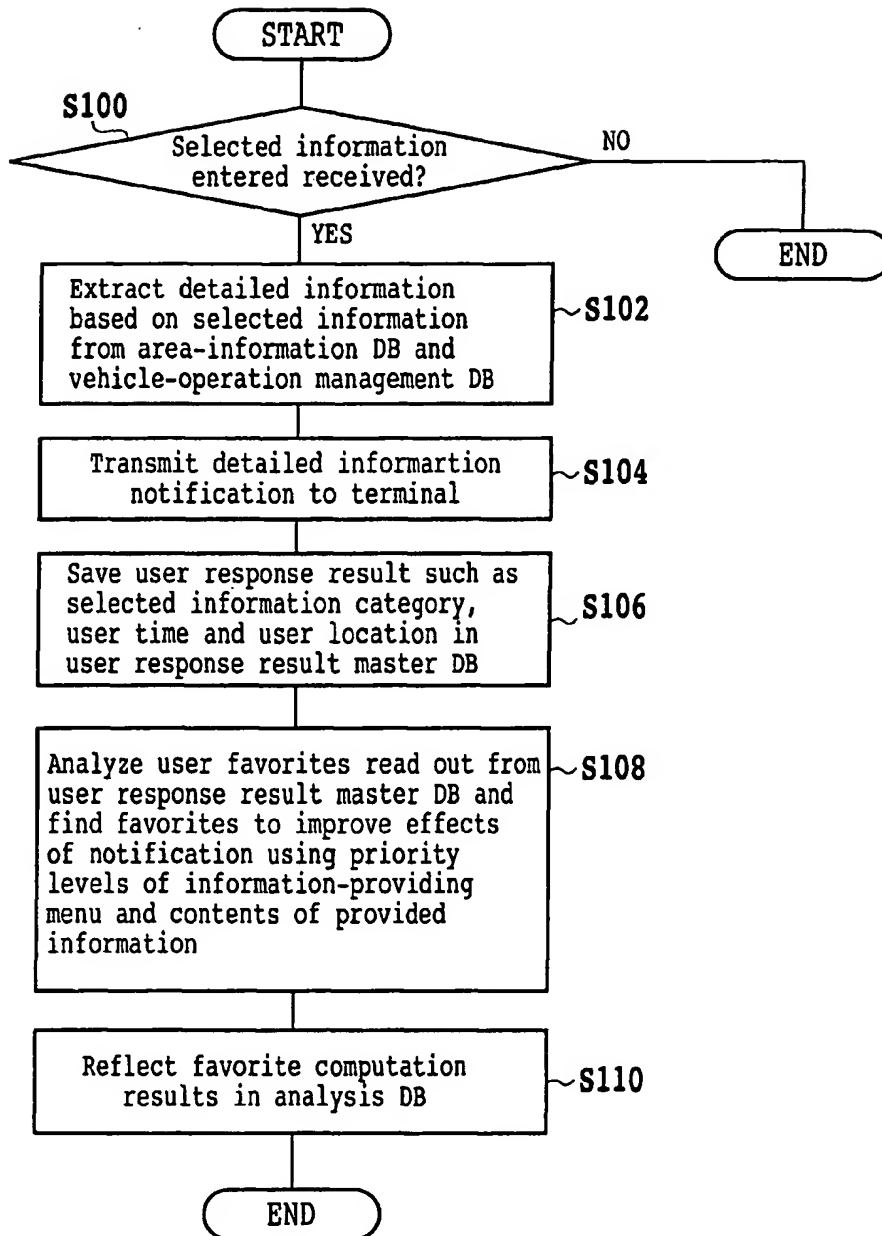 START
S100
Selected information
entered received?
NO
YES
END
Extract detailed information
based on selected information
from area-information DB and
vehicle-operation management DB
S102
Transmit detailed informartion
notification to terminal
S104
Save user response result such as
selected information category,
user time and user location in
user response result master DB
S106
Analyze user favorites read out from
user response result master DB and
find favorites to improve effects
of notification using priority
levels of information-providing
menu and contents of provided
information
S108
Reflect favorite computation
results in analysis DB
S110
END